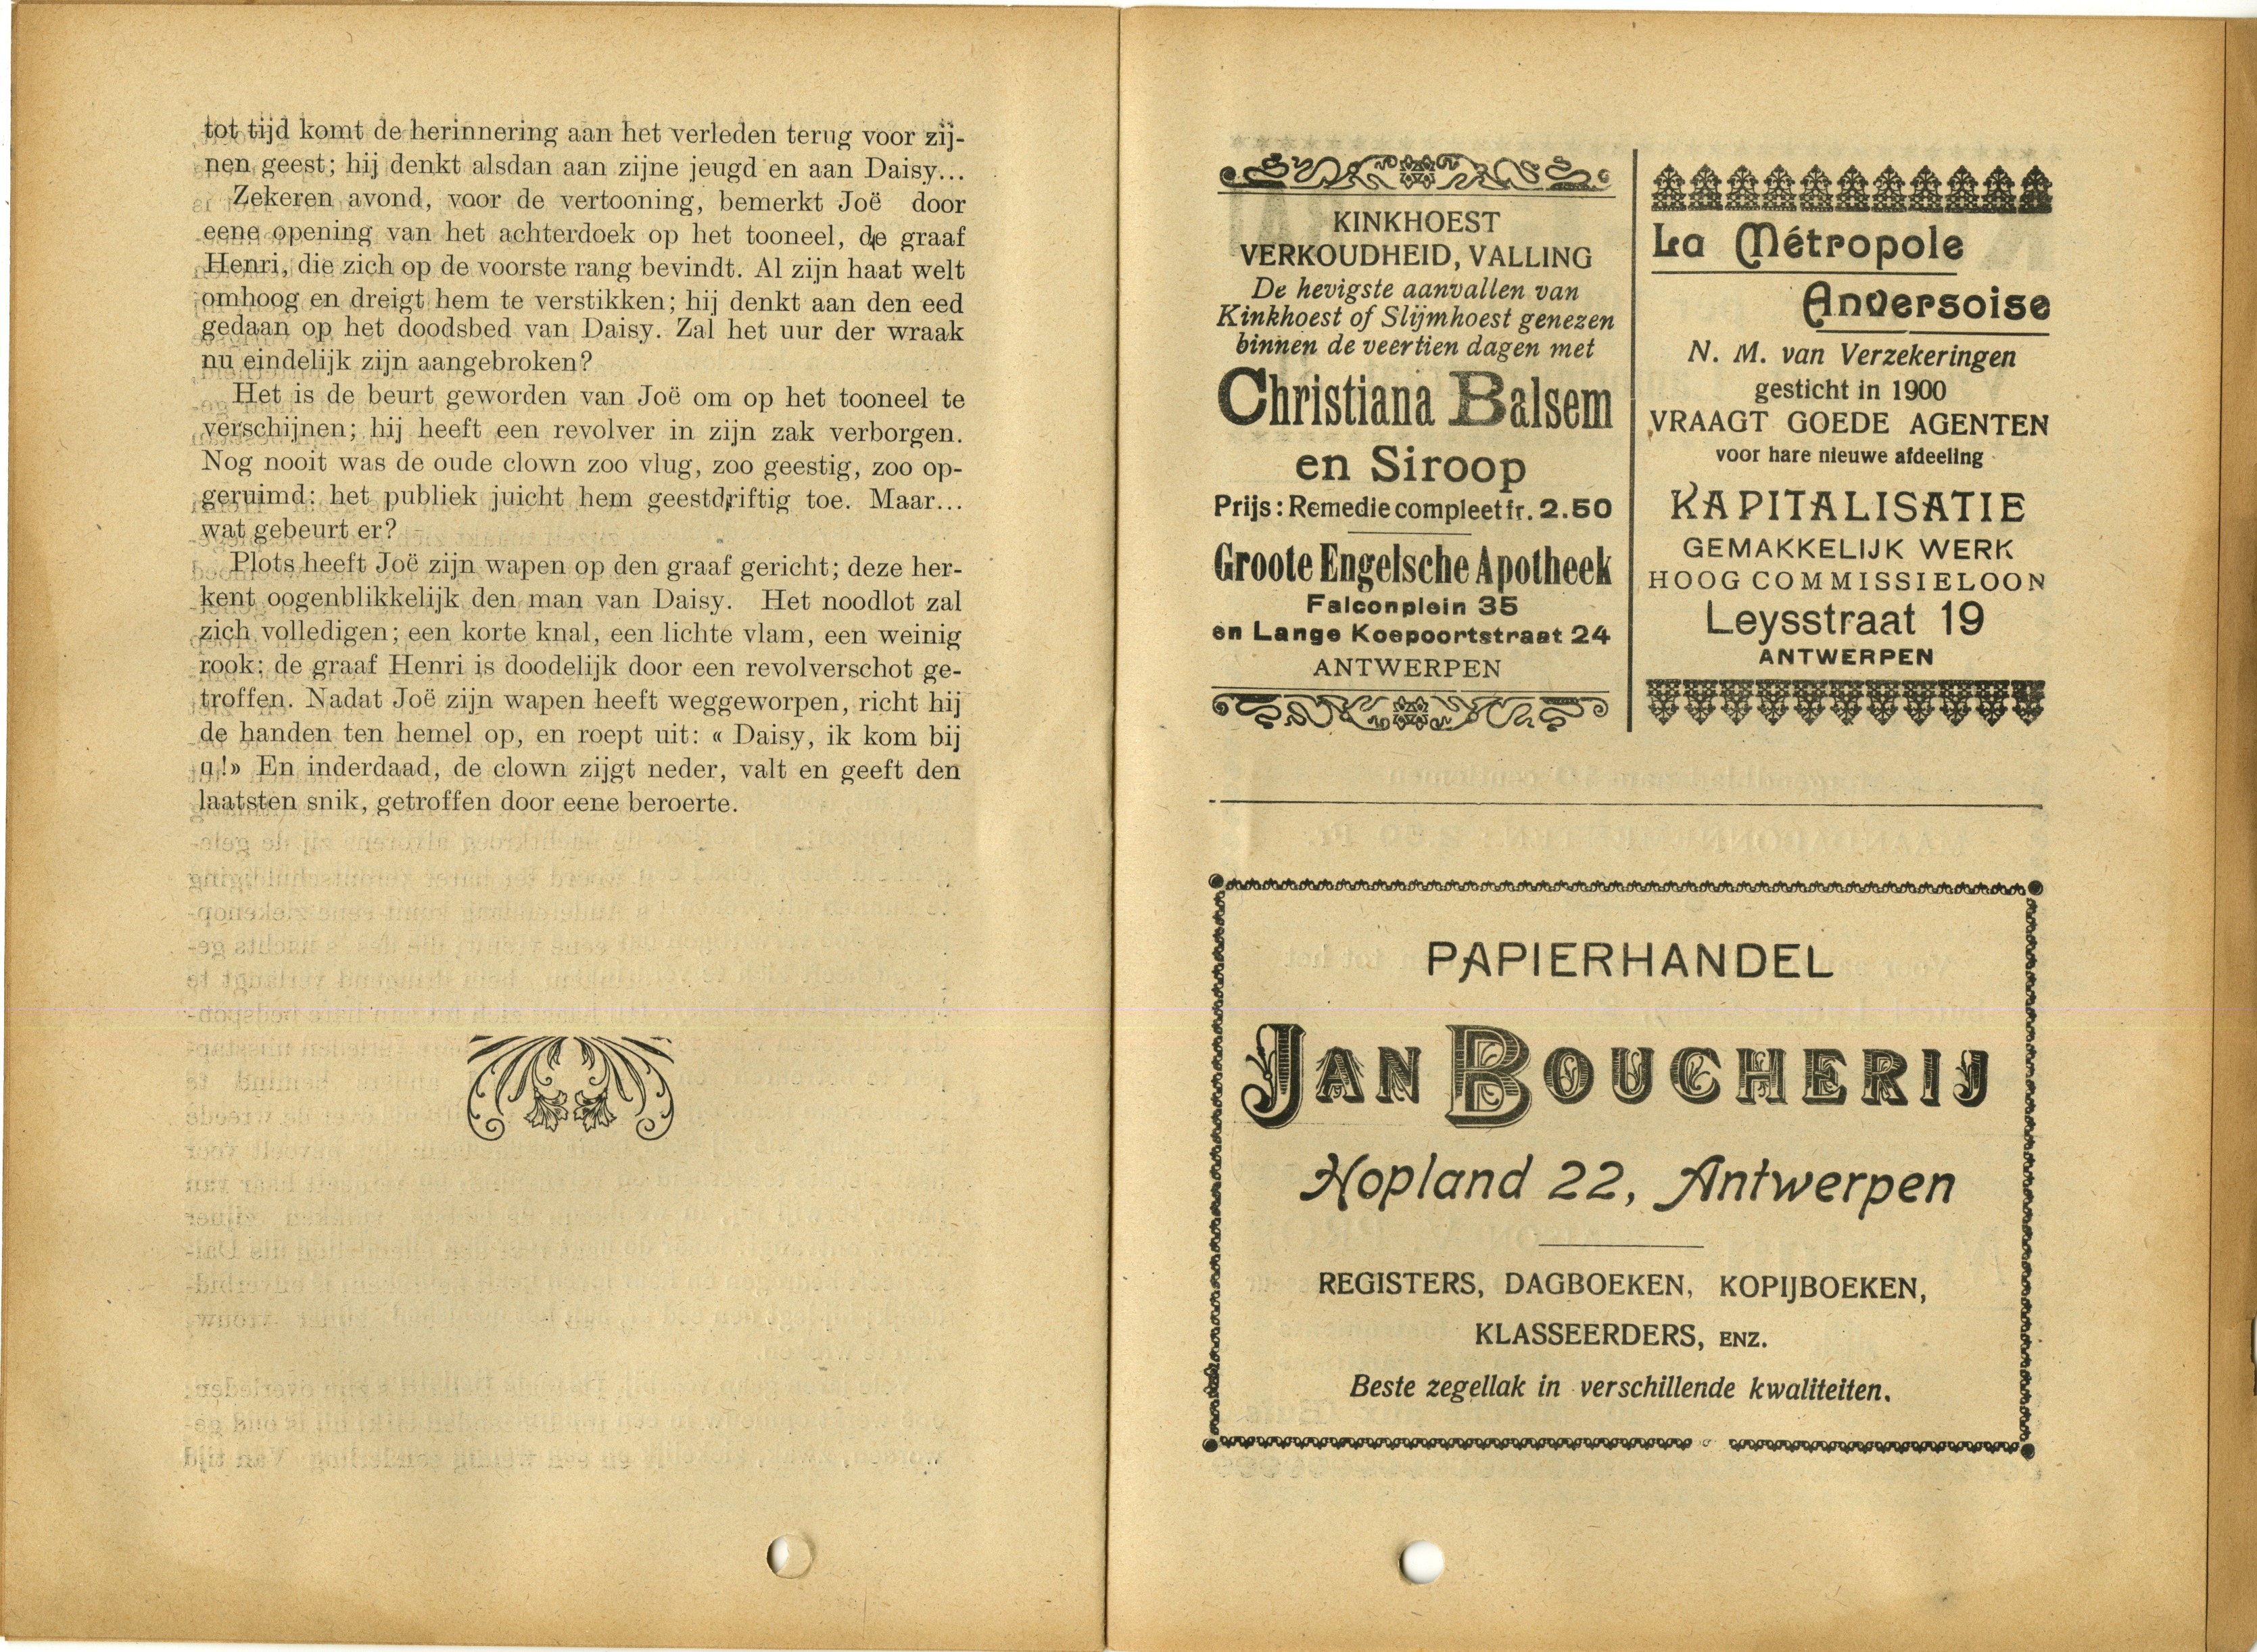 tot tijd komt de herinnering aan het verleden terug voor zij-
nen geest; hij denkt alsdan aan zijne jeugd en aan Daisy...
Zekeren avond, voor de vertooning, bemerkt Joë door
eene opening van het achterdoek op het tooneel, de graaf
Henri, die zich op de voorste rang bevindt. Al zijn haat welt
omhoog en dreigt hem te verstikken; hij denkt aan den eed
gedaan op het doodsbed van Daisy. Zal het uur der wraak
nu eindelijk zijn aangebroken?
Het is de beurt geworden van Joë om op het tooneel te
verschijnen; hij heeft een revolver in zijn zak verborgen.
Nog nooit was de oude clown zoo vlug, zoo geestig, zoo op-
geruimd: het publiek juicht hem geestdriftig toe. Maar...
wat gebeurt er?
Plots heeft Joë zijn wapen op den graaf gericht; deze her-
kent oogenblikkelijk den man van Daisy. Het noodlot zal
zich volledigen; een korte knal, een lichte vlam, een weinig
rook: de graaf Henri is doodelijk door een revolverschot ge-
troffen. Nadat Joë zijn wapen heeft weggeworpen, richt hij
de handen ten hemel op, en roept uit: « Daisy, ik kom bij
u!» En inderdaad, de clown zijgt neder, valt en geeft den
laatsten snik, getroffen door eene beroerte.
KINKHOEST
VERKOUDHEID, VALLING
De hevigste aanvallen van
Kinkhoest of Slijmhoest genezen
binnen de veertien dagen met
Christiana Balsem
en Siroop
Prijs: Remedie compleet fr. 2.50
Groote Engelsche Apotheek
Falconplein 35
en Lange Koepoortstraat 24
ANTWERPEN
La Métropole
Anversoise
N. M. van Verzekeringen
gesticht in 1900
VRAAGT GOEDE AGENTEN
voor hare nieuwe afdeeling
KAPITALISATIE
GEMAKKELIJK WERK
HOOG COMMISSIELOON
Leysstraat 19
ANTWERPEN
PAPIERHANDEL
JAN BOUCHERIJ
Hopland 22, Antwerpen
REGISTERS, DAGBOEKEN, KOPIJBOEKEN,
KLASSEERDERS, ENZ.
Beste zegellak in verschillende kwaliteiten.